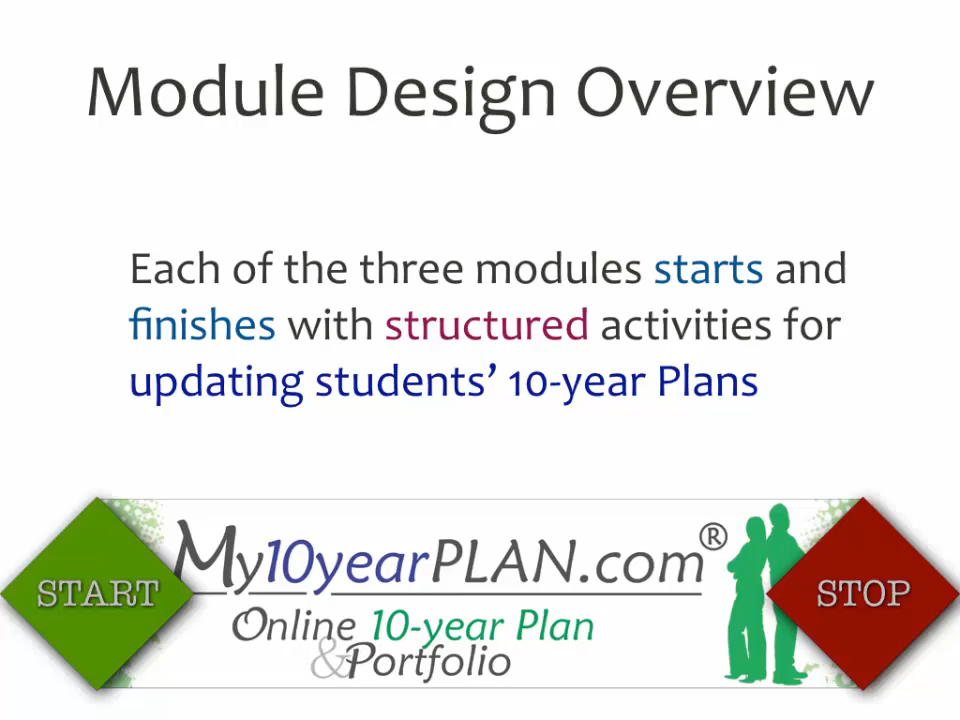 Module Design Overview
Each of the three modules starts and
finishes with structured activities for
updating students’ 10-year Plans
START
My10yearPLAN.com®
STOP
Online 10-year Plan
&Portfolio